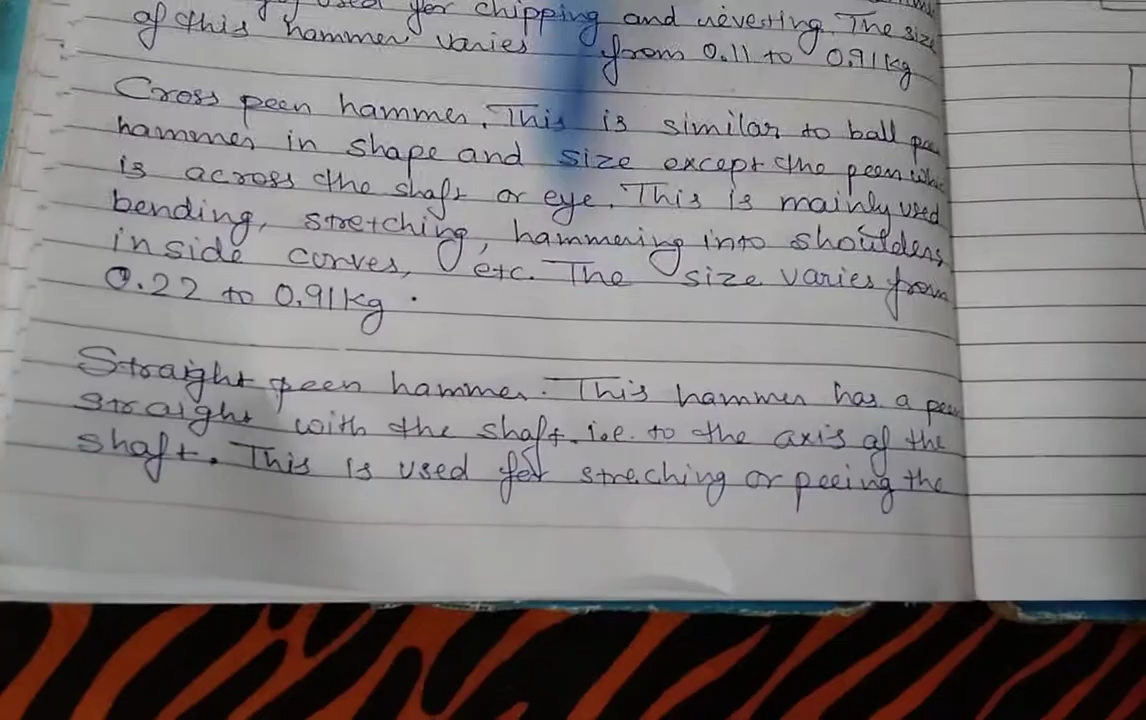 used for chipping and riveting. The size
of this hammer varies from 0.11 to 0.91 kg
Cross peen hammer. This is similar to ball
hammer in shape and size except the peen
is across the shaft or eye. This is mainly used
bending, stretching, hammering into shoulders,
inside corves, etc. The size varies from
0.22 to 0.91 kg.
Straight peen hammer. This hammer has a
straight with the shaft. i.e. to the axis of the
shaft. This is used for streching or peeing the